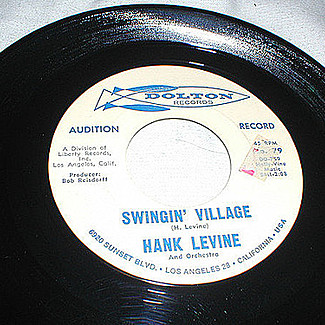 DOLTON
RECORDS
AUDITION
RECORD
A Division of
Liberty Records,
Inc.
Los Angeles, Calif.
Producer:
Bob Reisdorff
45 RPM
79
SWINGIN' VILLAGE
(H. Levine)
HANK LEVINE
And Orchestra
6920 SUNSET BLVD. • LOS ANGELES 28 • CALIFORNIA • USA